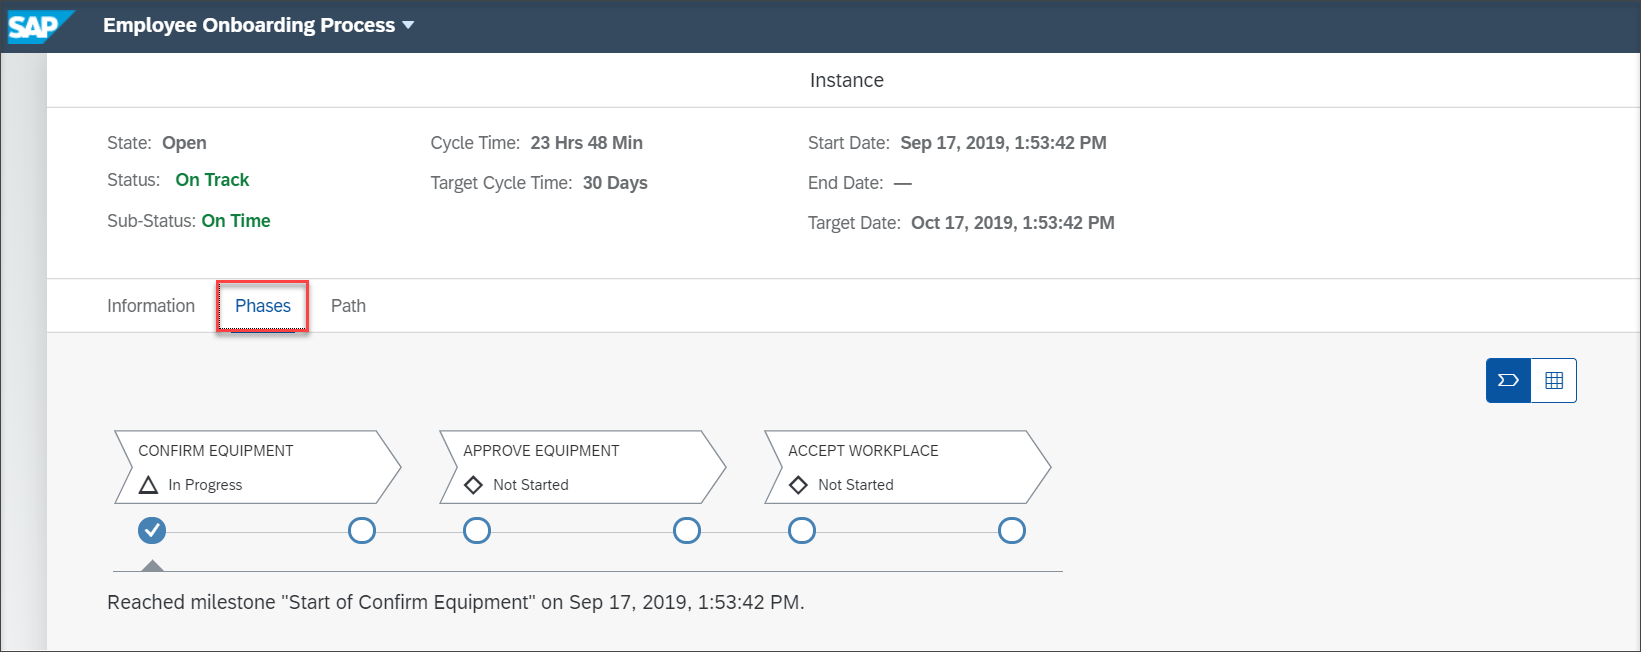 SAP Employee Onboarding Process
Instance
State: Open
Status: On Track
Sub-Status: On Time
Cycle Time: 23 Hrs 48 Min
Target Cycle Time: 30 Days
Start Date: Sep 17, 2019, 1:53:42 PM
End Date: —
Target Date: Oct 17, 2019, 1:53:42 PM
Information Phases Path
CONFIRM EQUIPMENT
In Progress
APPROVE EQUIPMENT
Not Started
ACCEPT WORKPLACE
Not Started
Reached milestone "Start of Confirm Equipment" on Sep 17, 2019, 1:53:42 PM.